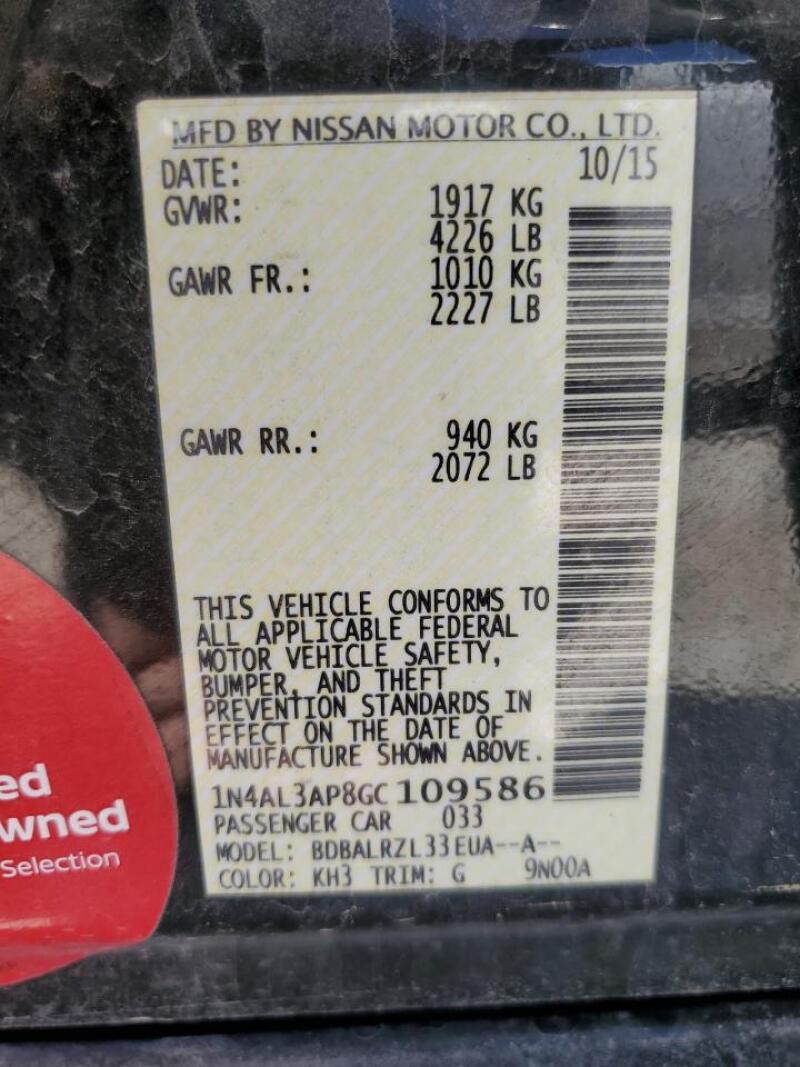 MFD BY NISSAN MOTOR CO., LTD.
DATE: 10/15
GVWR: 1917 KG
4226 LB
GAWR FR.: 1010 KG
2227 LB
GAWR RR.: 940 KG
2072 LB
THIS VEHICLE CONFORMS TO
ALL APPLICABLE FEDERAL
MOTOR VEHICLE SAFETY,
BUMPER, AND THEFT
PREVENTION STANDARDS IN
EFFECT ON THE DATE OF
MANUFACTURE SHOWN ABOVE.
1N4AL3AP8GC109586
PASSENGER CAR 033
MODEL: BDBALRZL33EUA--A--
COLOR: KH3 TRIM: G 9N00A
ed
wned
Selection